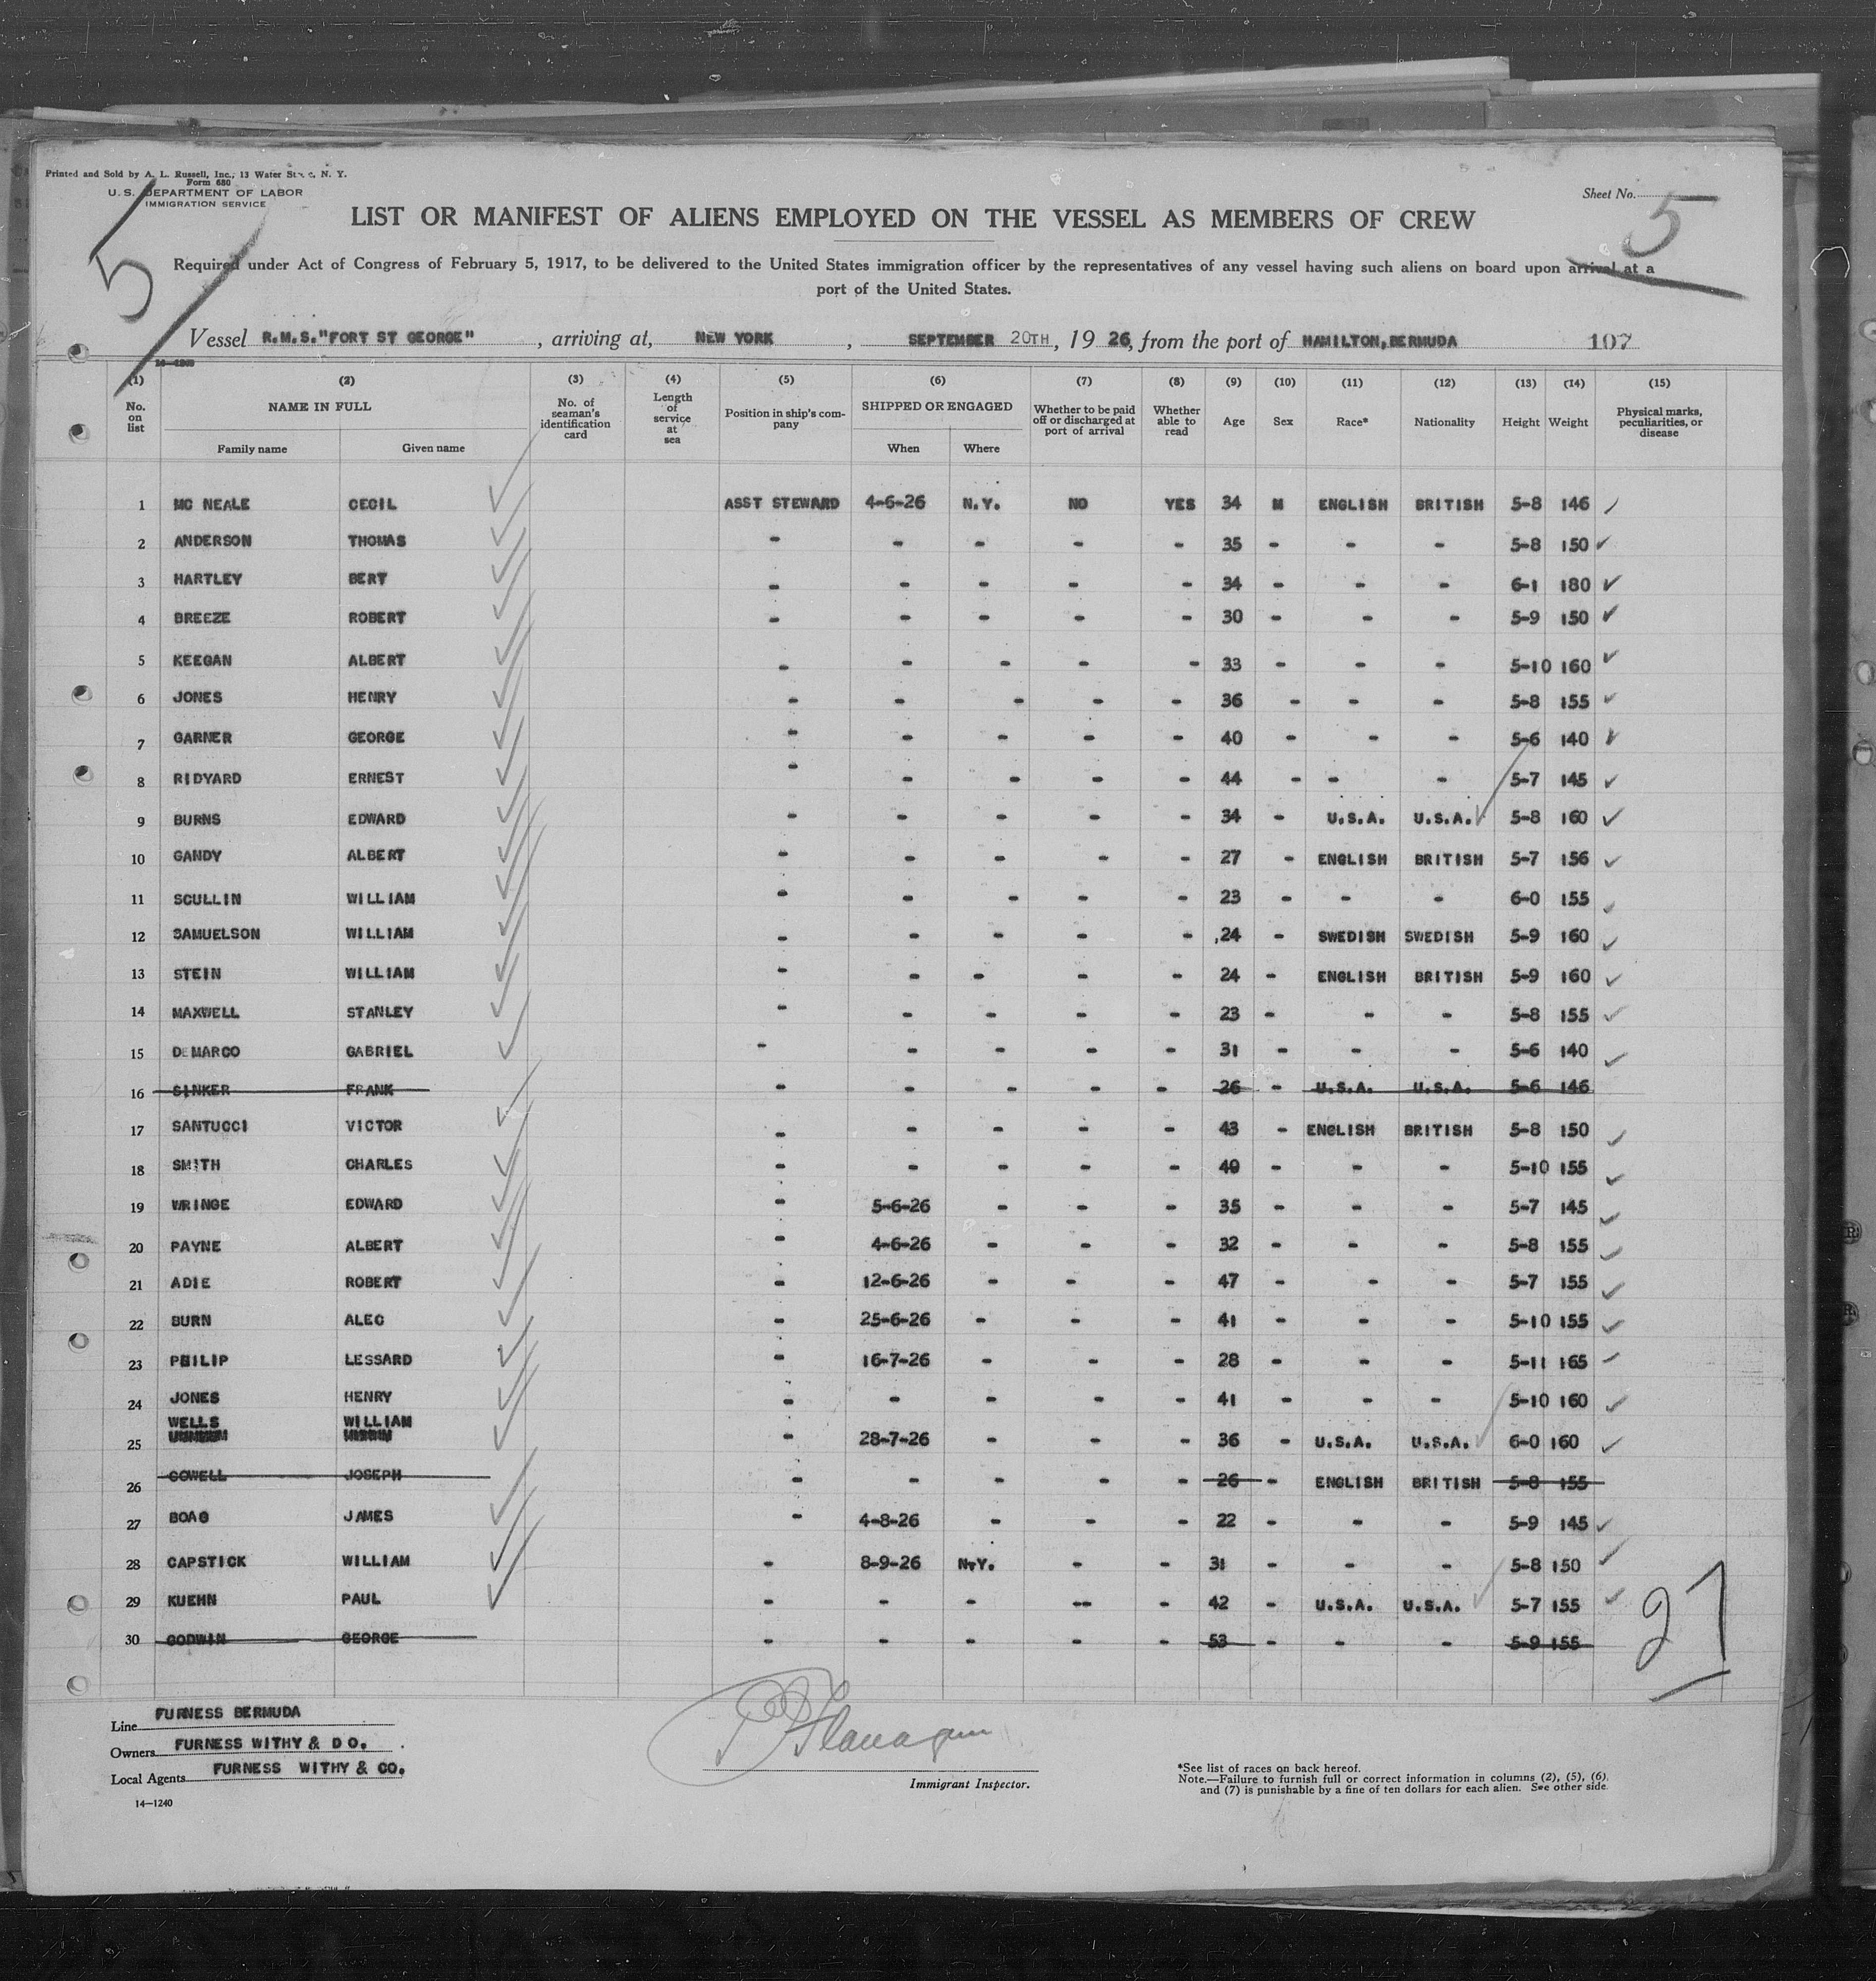 Printed and Sold by A. L. Russell, Inc., 13 Water St., N. Y.
Form 680
U. S. DEPARTMENT OF LABOR
IMMIGRATION SERVICE
Sheet No.
5
5
LIST OR MANIFEST OF ALIENS EMPLOYED ON THE VESSEL AS MEMBERS OF CREW
Required under Act of Congress of February 5, 1917, to be delivered to the United States immigration officer by the representatives of any vessel having such aliens on board upon arrival at a
port of the United States.
Vessel R.M.S."FORT ST GEORGE", arriving at, NEW YORK, SEPTEMBER 20TH, 19 26, from the port of HAMILTON,BERMUDA 107
14—1240
(1) (2) (3) (4) (5) (6) (7) (8) (9) (10) (11) (12) (13) (14) (15)
No. on list NAME IN FULL Family name Given name No. of seaman's identification card Length of service at sea Position in ship's company SHIPPED OR ENGAGED When Where Whether to be paid off or discharged at port of arrival Whether able to read Age Sex Race* Nationality Height Weight Physical marks, peculiarities, or disease
1 MC NEALE CECIL ASST STEWARD 4-6-26 N.Y. NO YES 34 M ENGLISH BRITISH 5-8 146
2 ANDERSON THOMAS - - - - - 35 - - - 5-8 150
3 HARTLEY BERT - - - - - 34 - - - 6-1 180
4 BREEZE ROBERT - - - - - 30 - - - 5-9 150
5 KEEGAN ALBERT - - - - - 33 - - - 5-10 160
6 JONES HENRY - - - - - 36 - - - 5-8 155
7 GARNER GEORGE - - - - - 40 - - - 5-6 140
8 RIDYARD ERNEST - - - - - 44 - - - 5-7 145
9 BURNS EDWARD - - - - - 34 - U.S.A. U.S.A. 5-8 160
10 GANDY ALBERT - - - - - 27 - ENGLISH BRITISH 5-7 156
11 SCULLIN WILLIAM - - - - - 23 - - - 6-0 155
12 SAMUELSON WILLIAM - - - - - 24 - SWEDISH SWEDISH 5-9 160
13 STEIN WILLIAM - - - - - 24 - ENGLISH BRITISH 5-9 160
14 MAXWELL STANLEY - - - - - 23 - - - 5-8 155
15 DEMARCO GABRIEL - - - - - 31 - - - 5-6 140
16 SINKER FRANK - - - - - 26 - U.S.A. U.S.A. 5-6 146
17 SANTUCCI VICTOR - - - - - 43 - ENGLISH BRITISH 5-8 150
18 SMITH CHARLES - - - - - 40 - - - 5-10 155
19 WRINGE EDWARD - 5-6-26 - - - 35 - - - 5-7 145
20 PAYNE ALBERT - 4-6-26 - - - 32 - - - 5-8 155
21 ADIE ROBERT - 12-6-26 - - - 47 - - - 5-7 155
22 BURN ALEC - 25-6-26 - - - 41 - - - 5-10 155
23 PHILIP LESSARD - 16-7-26 - - - 28 - - - 5-11 165
24 JONES HENRY - - - - - 41 - - - 5-10 160
25 WELLS WILLIAM - 28-7-26 - - - 36 - U.S.A. U.S.A. 6-0 160
26 COWELL JOSEPH - - - - - 26 - ENGLISH BRITISH 5-8 155
27 BOAG JAMES - 4-8-26 - - - 22 - - - 5-9 145
28 CAPSTICK WILLIAM - 8-9-26 N.Y. - - 31 - - - 5-8 150
29 KUEHN PAUL - - - -- - 42 - U.S.A. U.S.A. 5-7 155
30 GODWIN GEORGE - - - - - 53 - - - 5-9 155
27
Line FURNESS BERMUDA
Owners FURNESS WITHY & DO.
Local Agents FURNESS WITHY & CO.
14—1240
Flanagan
Immigrant Inspector.
*See list of races on back hereof.
Note.—Failure to furnish full or correct information in columns (2), (5), (6),
and (7) is punishable by a fine of ten dollars for each alien. See other side.